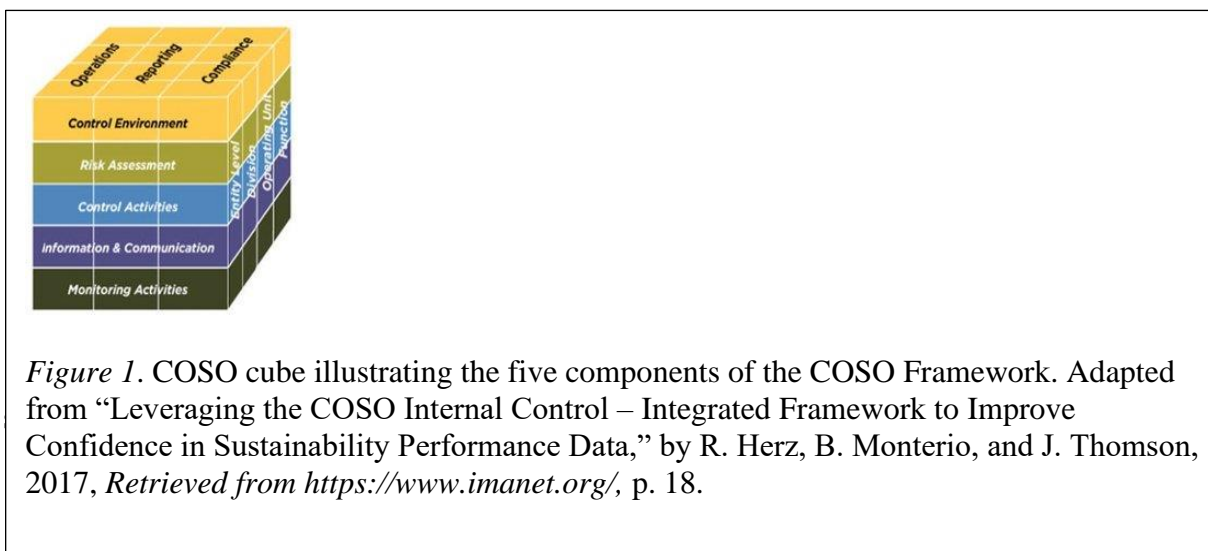 Operations
Reporting
Compliance
Control Environment
Risk Assessment
Control Activities
Information & Communication
Monitoring Activities
Entity Level
Division
Operating Unit
Function
Figure 1. COSO cube illustrating the five components of the COSO Framework. Adapted
from “Leveraging the COSO Internal Control – Integrated Framework to Improve
Confidence in Sustainability Performance Data,” by R. Herz, B. Monterio, and J. Thomson,
2017, Retrieved from https://www.imanet.org/, p. 18.